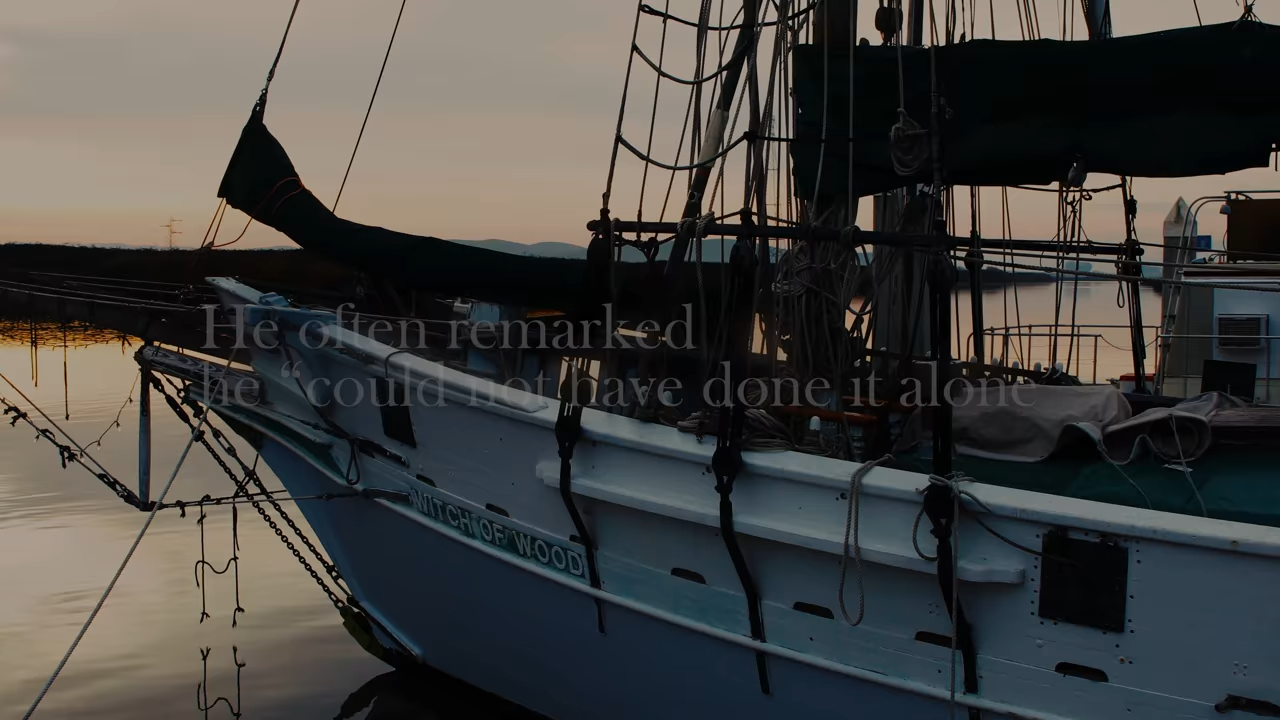 He often remarked
he “could not have done it alone
WITCH OF WOOD